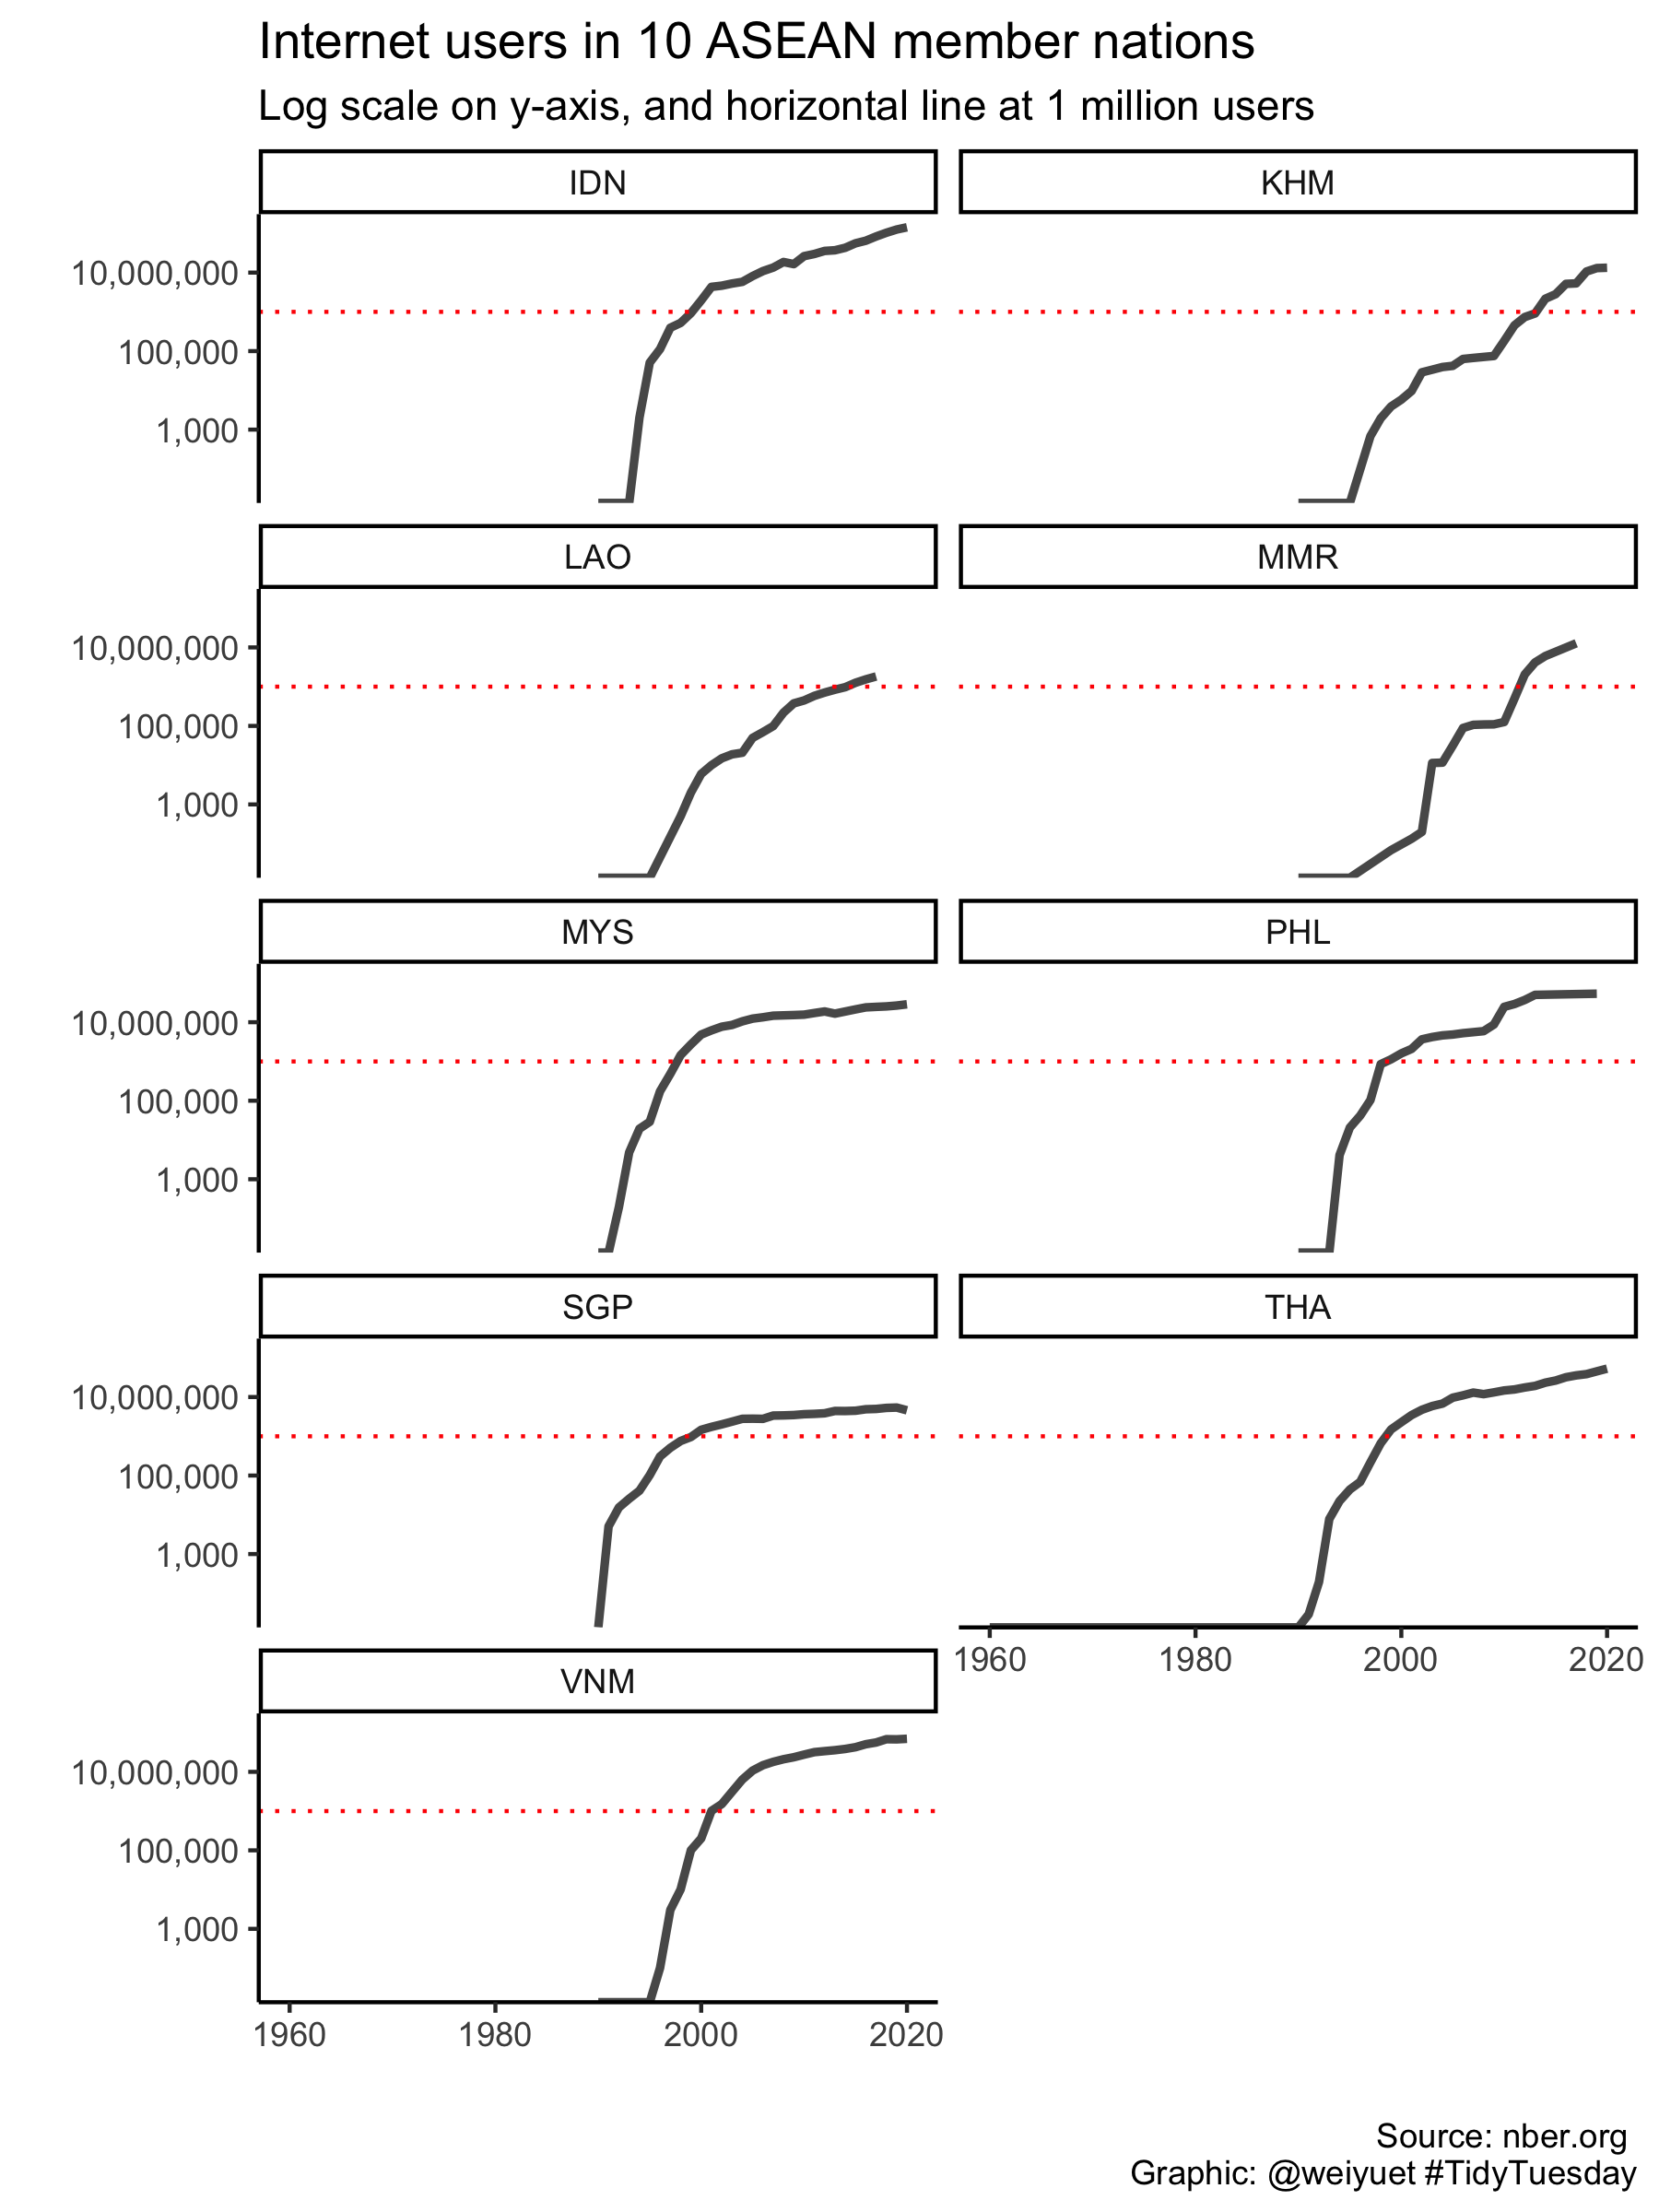 Internet users in 10 ASEAN member nations
Log scale on y-axis, and horizontal line at 1 million users
IDN
KHM
10,000,000
100,000
1,000
LAO
MMR
10,000,000
100,000
1,000
MYS
PHL
10,000,000
100,000
1,000
SGP
THA
10,000,000
100,000
1,000
1960 1980 2000 2020
VNM
10,000,000
100,000
1,000
1960 1980 2000 2020
Source: nber.org
Graphic: @weiyuet #TidyTuesday